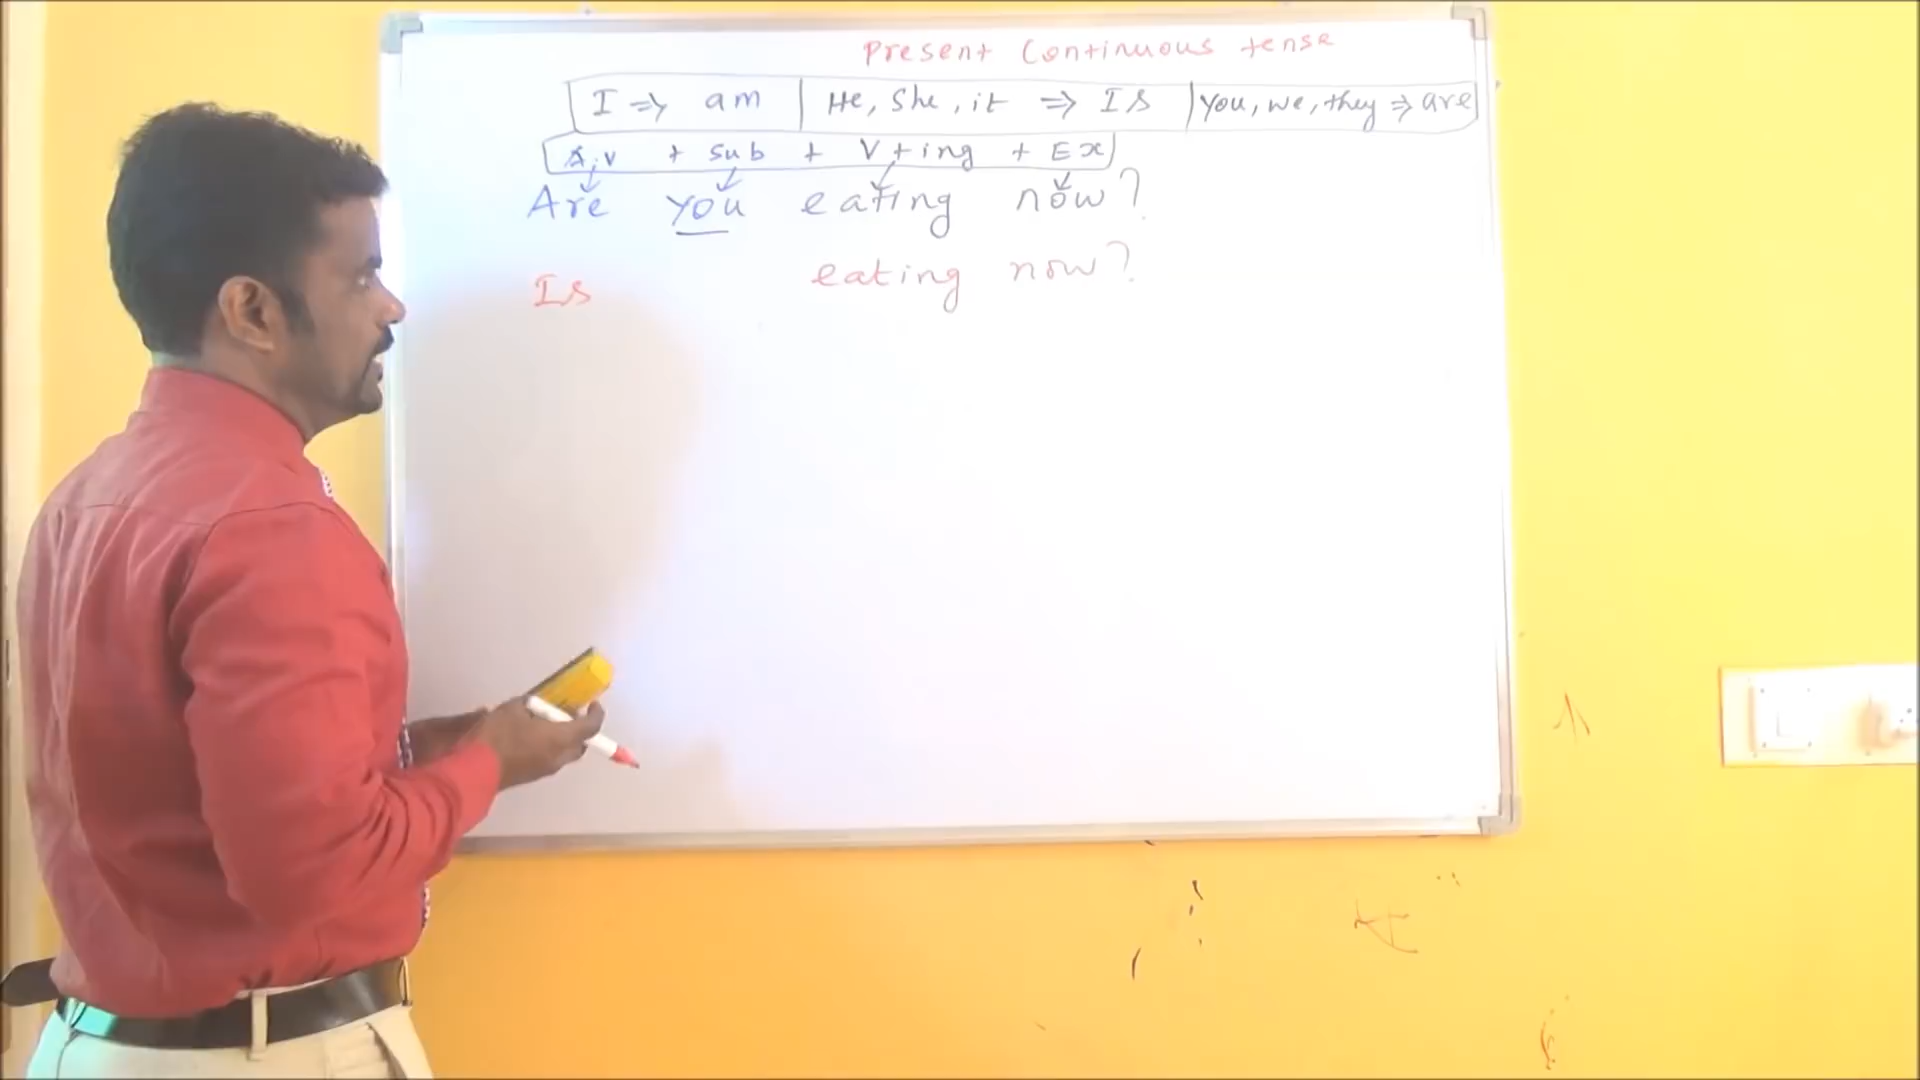 Present Continuous tense
I ⇒ am | He, She, it ⇒ Is | You, we, they ⇒ are
A.v + Sub + V+ing + Ex
Are you eating now?
Is eating now?